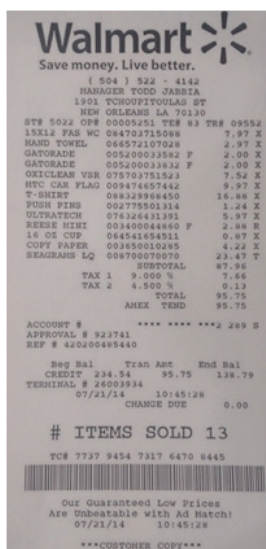 Walmart
Save money. Live better.
( 504 ) 522 - 4142
MANAGER TODD JABBIA
1901 TCHOUPITOULAS ST
NEW ORLEANS LA 70130
ST# 5022 OP# 00005251 TE# 83 TR# 09552
15X12 FAS WC 084703715088 7.97 X
HAND TOWEL 066572107028 2.97 X
GATORADE 005200033582 F 2.00 X
GATORADE 005200033832 F 2.00 X
OXICLEAN VSR 075703751523 7.52 X
MTC CAR FLAG 009474657442 9.97 X
T-SHIRT 088328988450 16.88 X
PUSH PINS 002775501314 1.24 X
ULTRATECH 076326431391 5.97 X
REESE MINI 003400044860 F 2.88 R
16 OZ CUP 064541654511 0.87 X
COPY PAPER 003650010285 4.22 X
SEAGRAMS LQ 008700070070 23.47 T
SUBTOTAL 87.96
TAX 1 9.000 % 7.66
TAX 2 4.500 % 0.13
TOTAL 95.75
AMEX TEND 95.75
ACCOUNT # **** **** ***2 289 S
APPROVAL # 923741
REF # 420200485440
Beg Bal Tran Amt End Bal
CREDIT 234.54 95.75 138.79
TERMINAL # 26003934
07/21/14 10:45:28
CHANGE DUE 0.00
# ITEMS SOLD 13
TC# 7737 9454 7317 6470 8445
Our Guaranteed Low Prices
Are Unbeatable with Ad Match!
07/21/14 10:45:28
***CUSTOMER COPY***